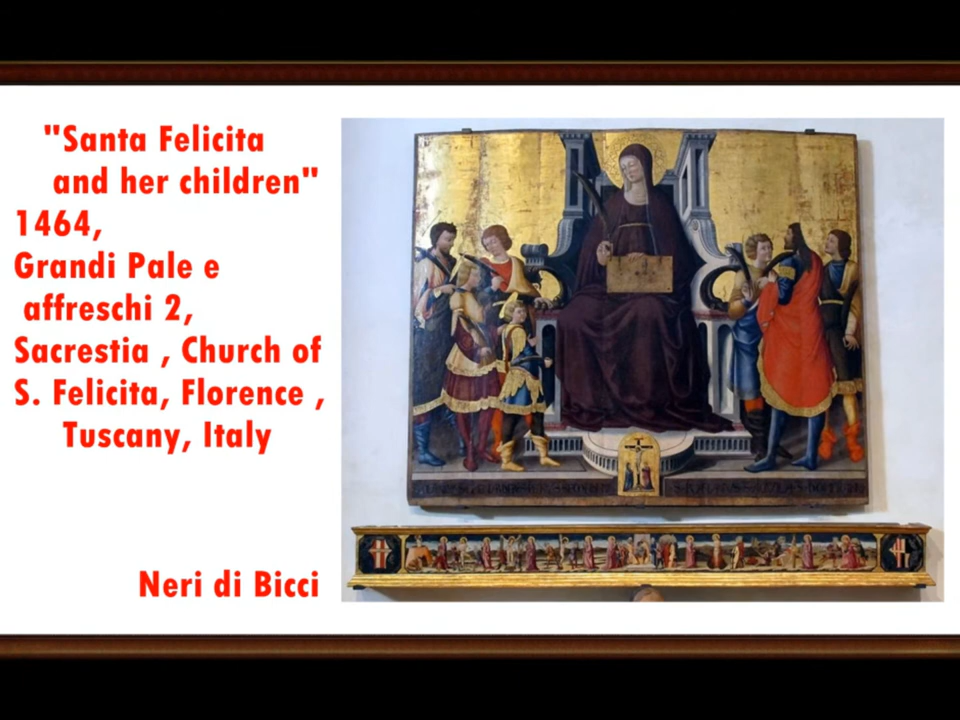 "Santa Felicita
and her children"
1464,
Grandi Pale e
affreschi 2,
Sacrestia , Church of
S. Felicita, Florence ,
Tuscany, Italy
Neri di Bicci